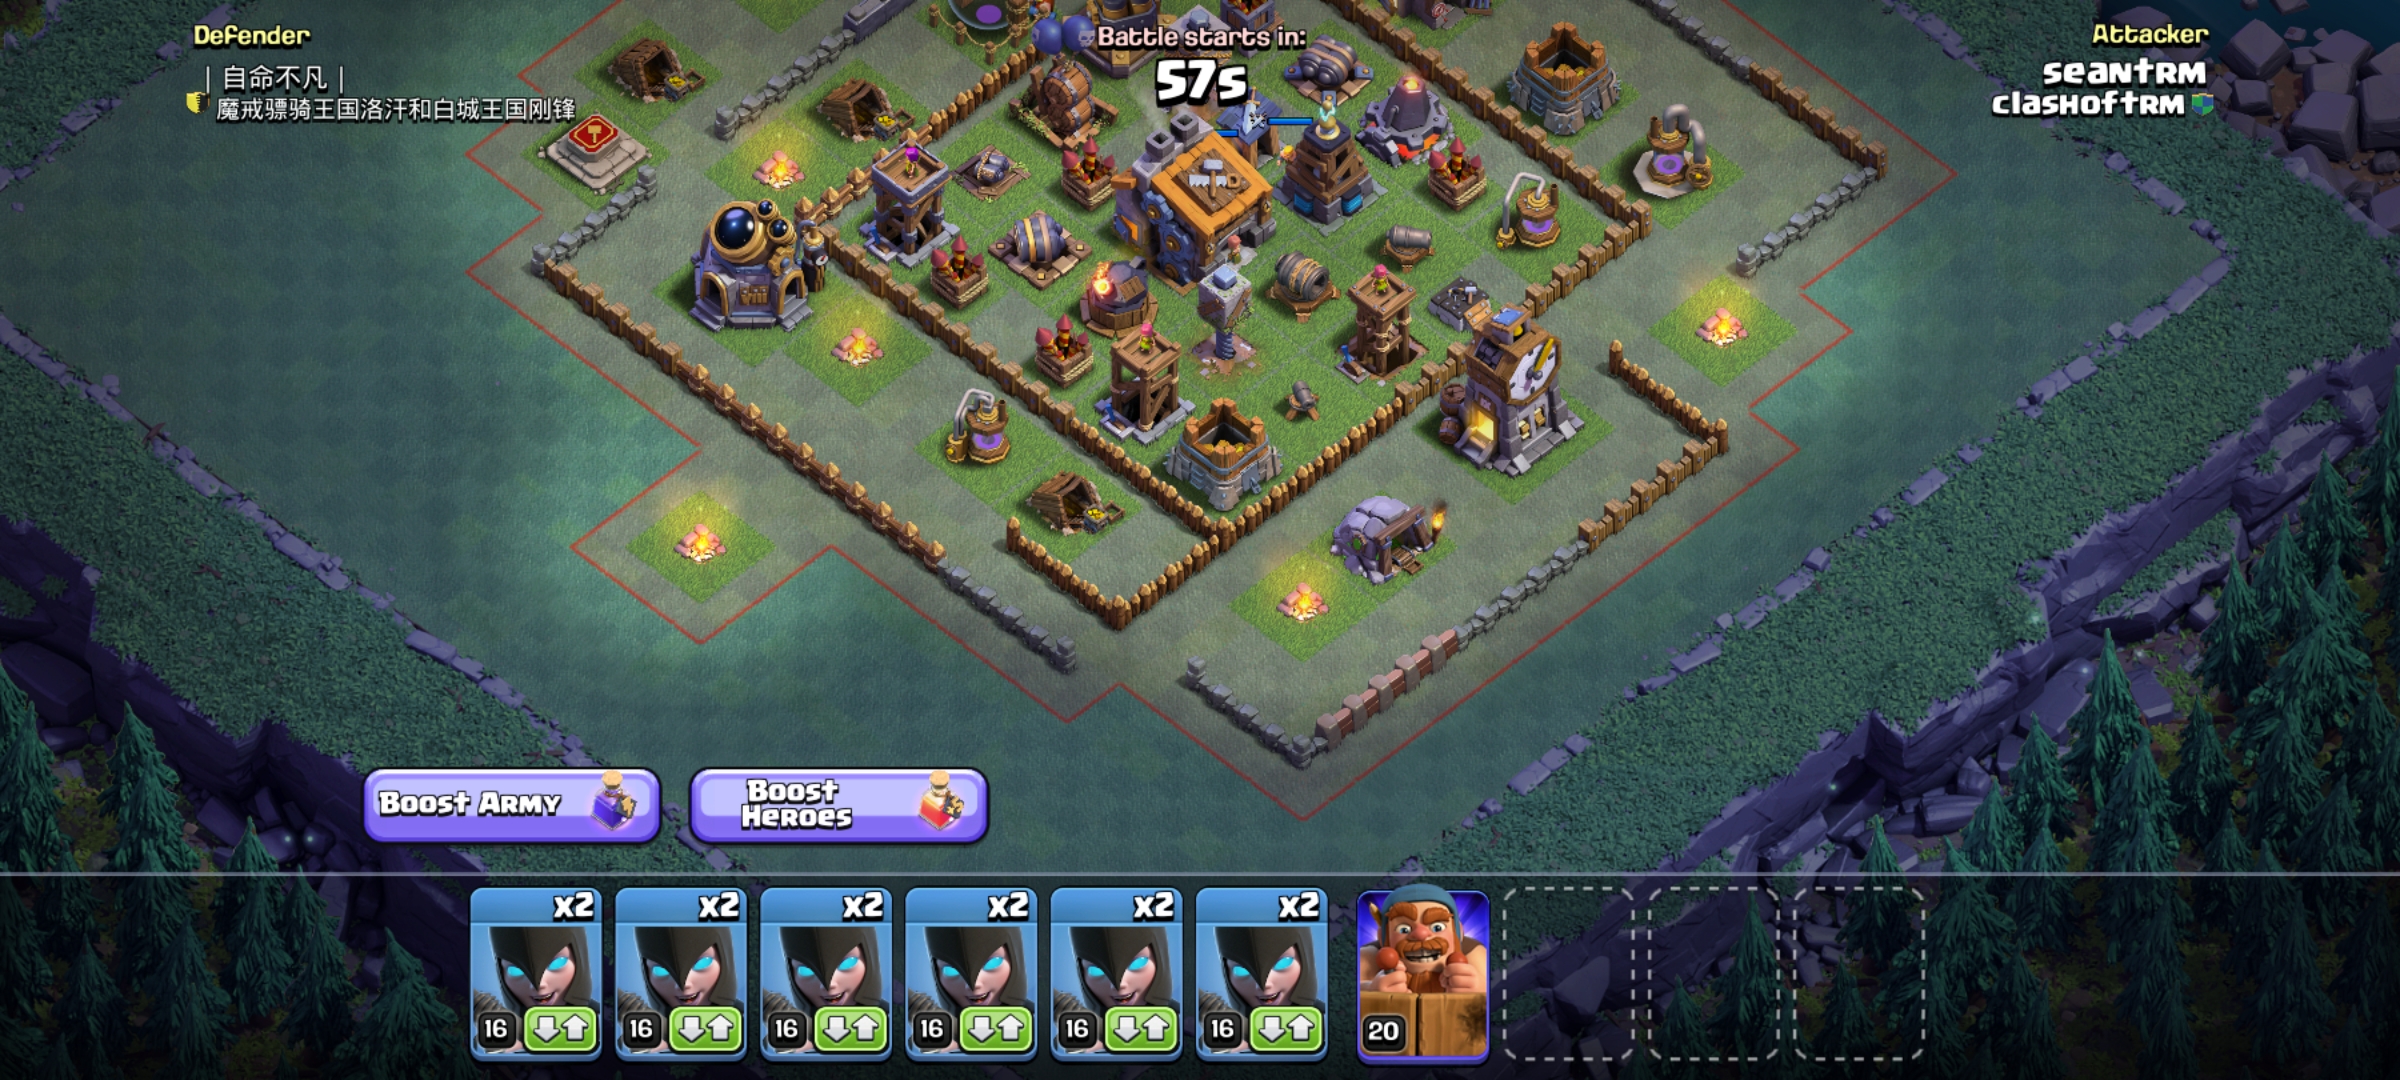 Defender
| 自命不凡 |
魔戒骠骑王国洛汗和白城王国刚锋
Battle starts in:
57s
Attacker
seantRM
clashoftRM
Boost Army
Boost Heroes
x2
x2
x2
x2
x2
x2
16
16
16
16
16
16
20